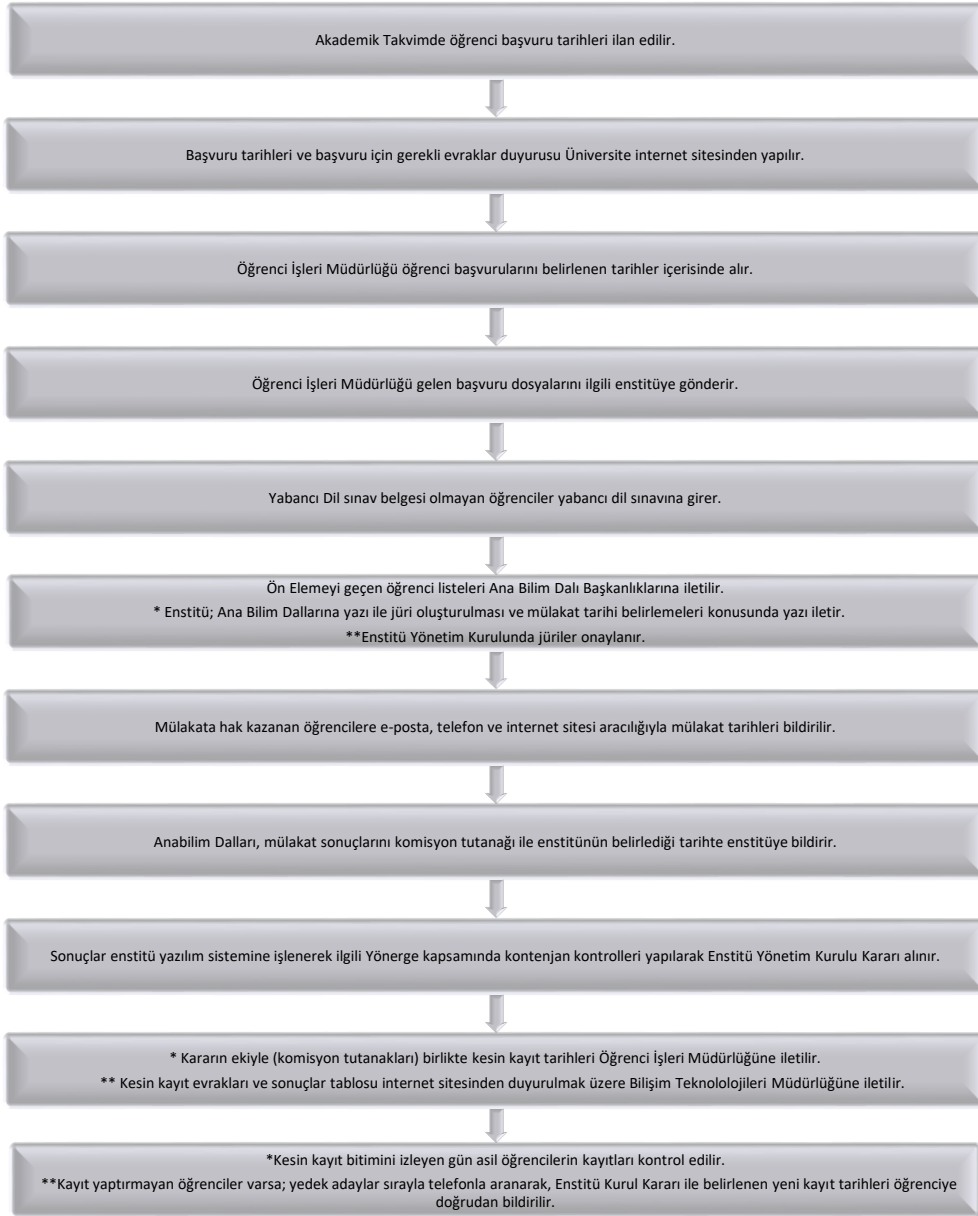 Akademik Takvimde öğrenci başvuru tarihleri ilan edilir.
Başvuru tarihleri ve başvuru için gerekli evraklar duyurusu Üniversite internet sitesinden yapılır.
Öğrenci İşleri Müdürlüğü öğrenci başvurularını belirlenen tarihler içerisinde alır.
Öğrenci İşleri Müdürlüğü gelen başvuru dosyalarını ilgili enstitüye gönderir.
Yabancı Dil sınav belgesi olmayan öğrenciler yabancı dil sınavına girer.
Ön Elemeyi geçen öğrenci listeleri Ana Bilim Dalı Başkanlıklarına iletilir.
* Enstitü; Ana Bilim Dallarına yazı ile jüri oluşturulması ve mülakat tarihi belirlemeleri konusunda yazı iletir.
**Enstitü Yönetim Kurulunda jüriler onaylanır.
Mülakata hak kazanan öğrencilere e-posta, telefon ve internet sitesi aracılığıyla mülakat tarihleri bildirilir.
Anabilim Dalları, mülakat sonuçlarını komisyon tutanağı ile enstitünün belirlediği tarihte enstitüye bildirir.
Sonuçlar enstitü yazılım sistemine işlenerek ilgili Yönerge kapsamında kontenjan kontrolleri yapılarak Enstitü Yönetim Kurulu Kararı alınır.
* Kararın ekiyle (komisyon tutanakları) birlikte kesin kayıt tarihleri Öğrenci İşleri Müdürlüğüne iletilir.
** Kesin kayıt evrakları ve sonuçlar tablosu internet sitesinden duyurulmak üzere Bilişim Teknololojileri Müdürlüğüne iletilir.
*Kesin kayıt bitimini izleyen gün asil öğrencilerin kayıtları kontrol edilir.
**Kayıt yaptırmayan öğrenciler varsa; yedek adaylar sırayla telefonla aranarak, Enstitü Kurul Kararı ile belirlenen yeni kayıt tarihleri öğrenciye
doğrudan bildirilir.